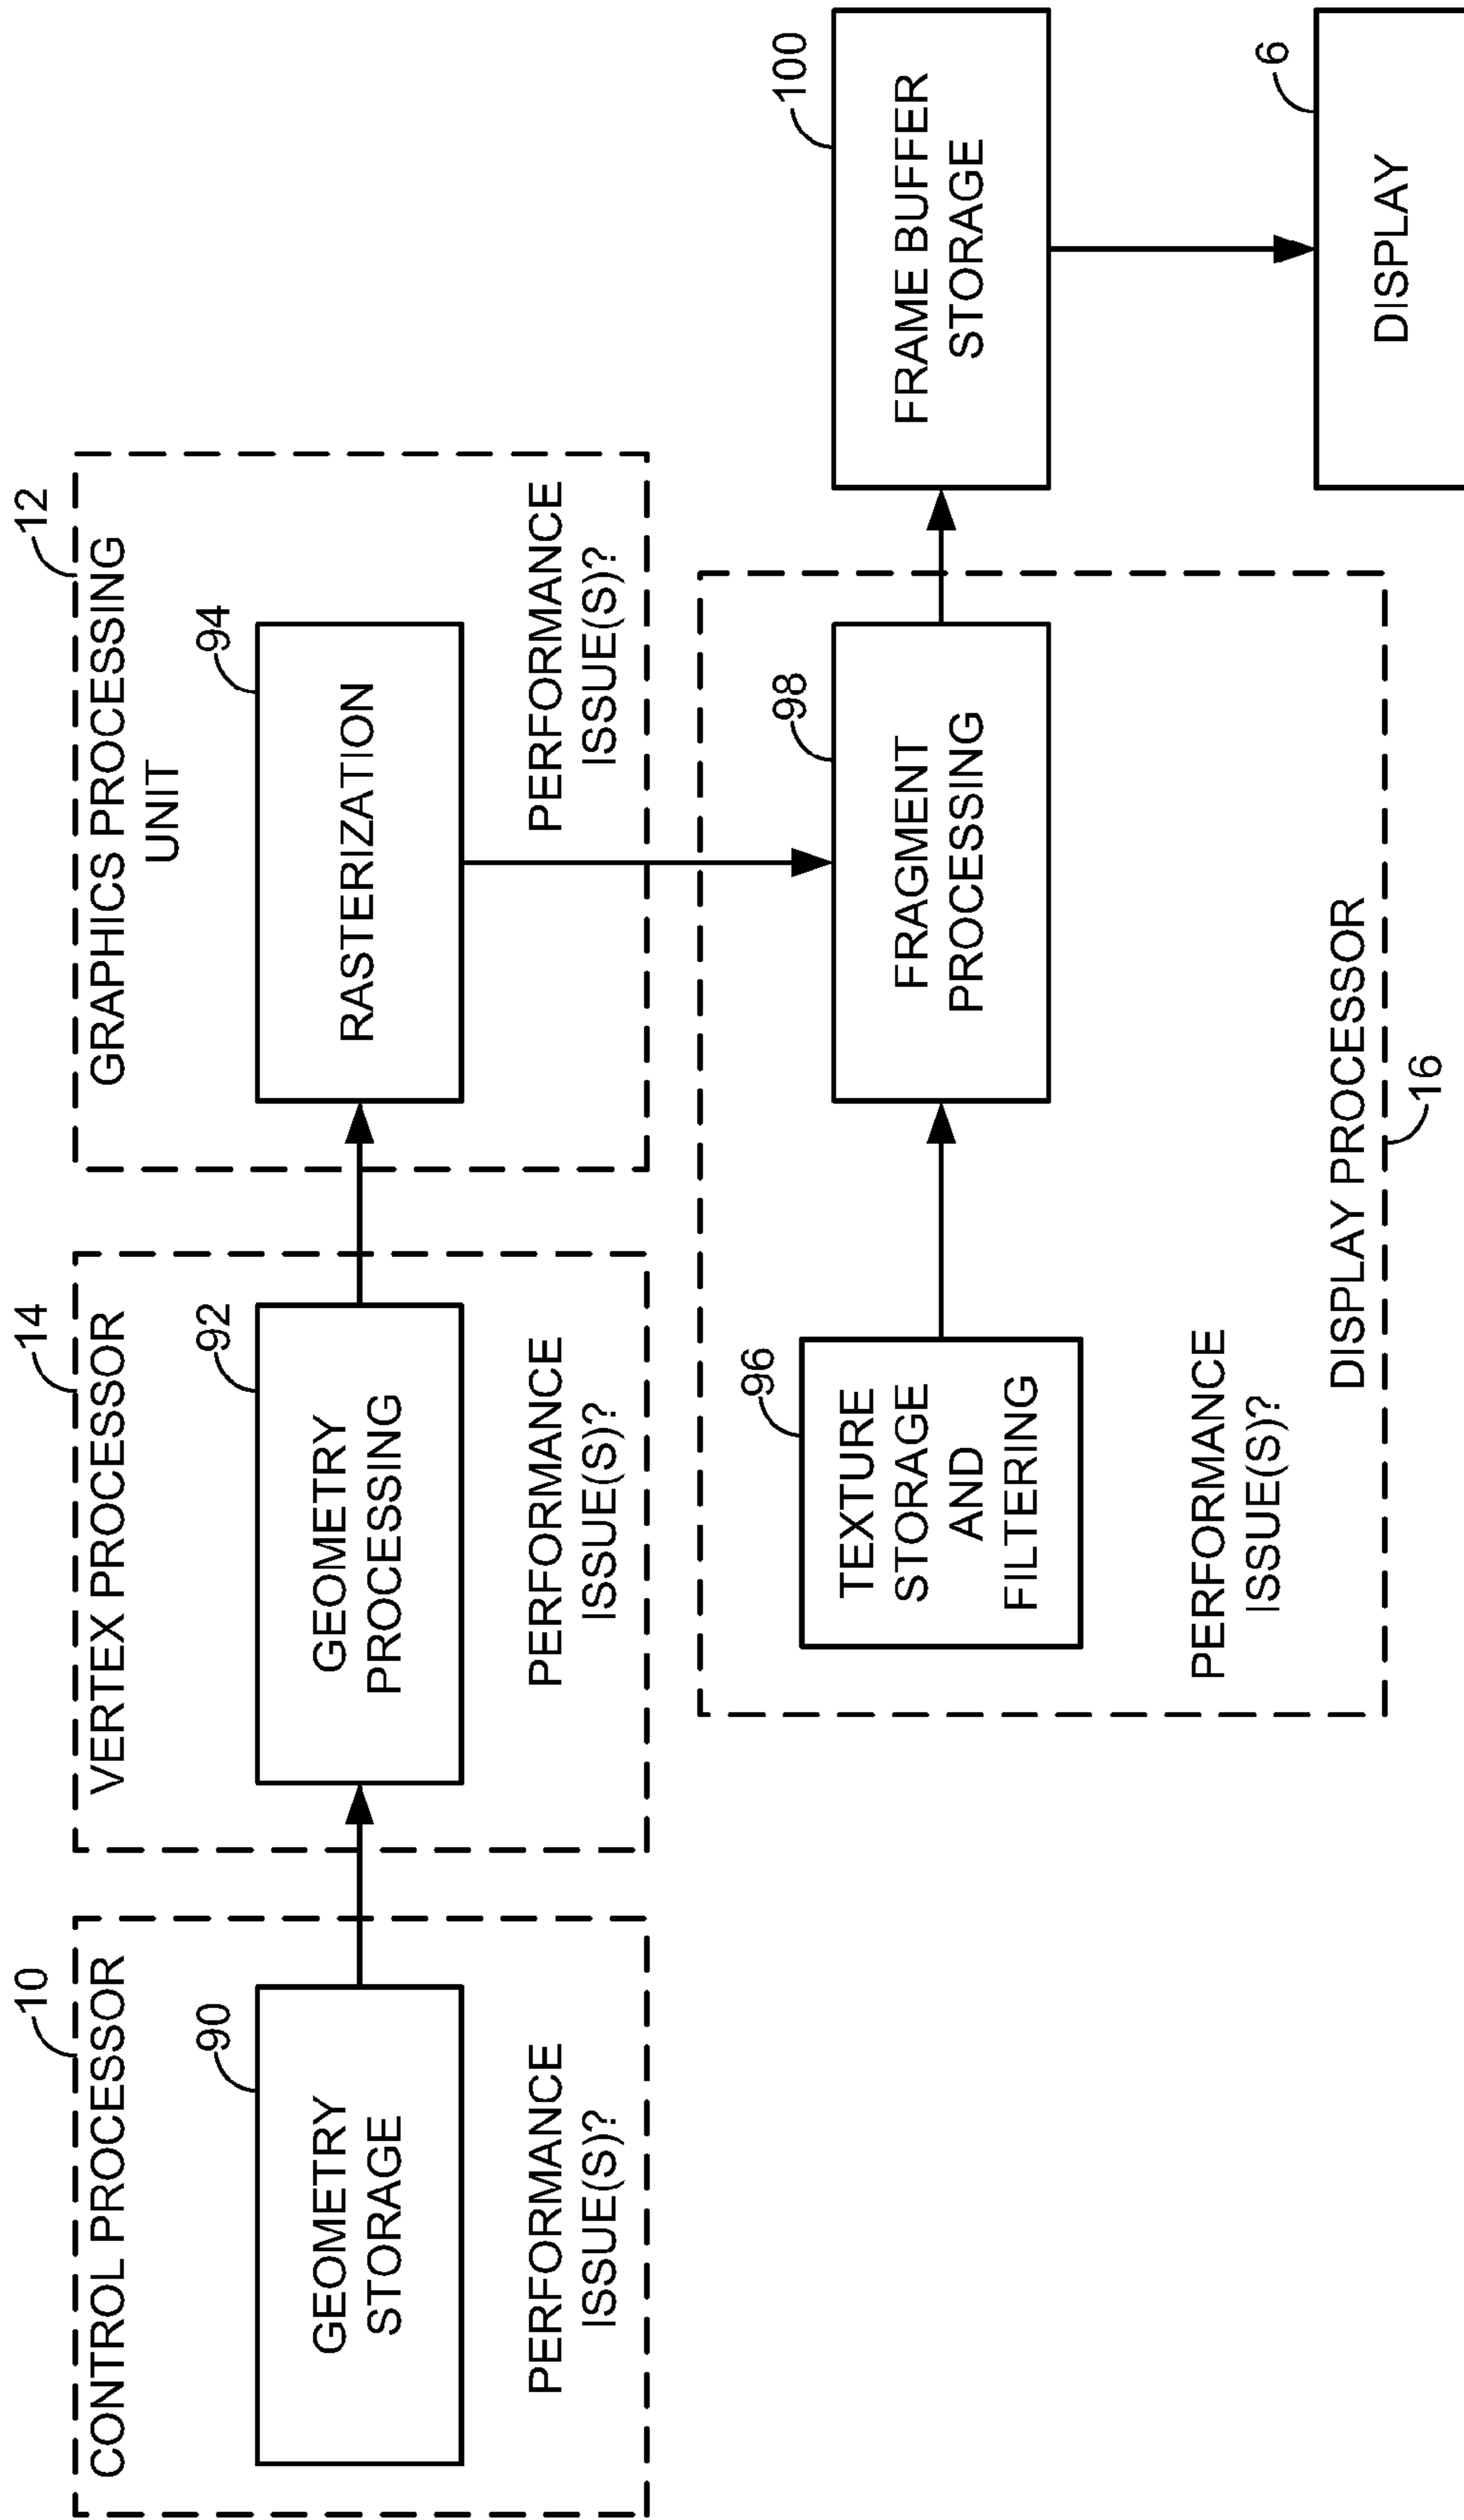 10
CONTROL PROCESSOR
90
GEOMETRY
STORAGE
PERFORMANCE
ISSUE(S)?
14
VERTEX PROCESSOR
92
GEOMETRY
PROCESSING
PERFORMANCE
ISSUE(S)?
12
GRAPHICS PROCESSING
UNIT
94
RASTERIZATION
PERFORMANCE
ISSUE(S)?
96
TEXTURE
STORAGE
AND
FILTERING
98
FRAGMENT
PROCESSING
PERFORMANCE
ISSUE(S)?
DISPLAY PROCESSOR
16
100
FRAME BUFFER
STORAGE
6
DISPLAY